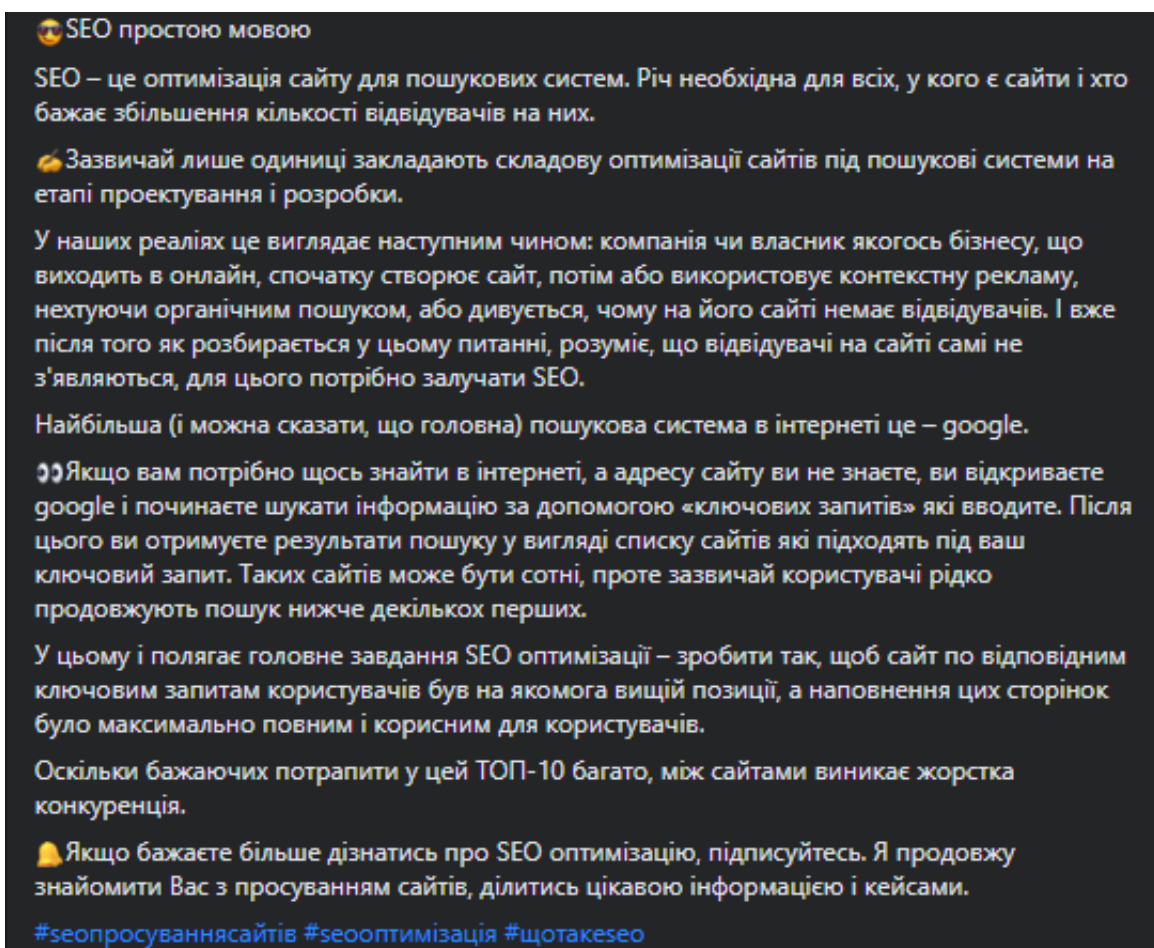 😎SEO простою мовою
SEO – це оптимізація сайту для пошукових систем. Річ необхідна для всіх, у кого є сайти і хто
бажає збільшення кількості відвідувачів на них.
✍Зазвичай лише одиниці закладають складову оптимізації сайтів під пошукові системи на
етапі проектування і розробки.
У наших реаліях це виглядає наступним чином: компанія чи власник якогось бізнесу, що
виходить в онлайн, спочатку створює сайт, потім або використовує контекстну рекламу,
нехтуючи органічним пошуком, або дивується, чому на його сайті немає відвідувачів. І вже
після того як розбирається у цьому питанні, розуміє, що відвідувачі на сайті самі не
з'являються, для цього потрібно залучати SEO.
Найбільша (і можна сказати, що головна) пошукова система в інтернеті це – google.
👀Якщо вам потрібно щось знайти в інтернеті, а адресу сайту ви не знаєте, ви відкриваєте
google і починаєте шукати інформацію за допомогою «ключових запитів» які вводите. Після
цього ви отримуєте результати пошуку у вигляді списку сайтів які підходять під ваш
ключовий запит. Таких сайтів може бути сотні, проте зазвичай користувачі рідко
продовжують пошук нижче декількох перших.
У цьому і полягає головне завдання SEO оптимізації – зробити так, щоб сайт по відповідним
ключовим запитам користувачів був на якомога вищій позиції, а наповнення цих сторінок
було максимально повним і корисним для користувачів.
Оскільки бажаючих потрапити у цей ТОП-10 багато, між сайтами виникає жорстка
конкуренція.
🔔Якщо бажаєте більше дізнатись про SEO оптимізацію, підписуйтесь. Я продовжу
знайомити Вас з просуванням сайтів, ділитись цікавою інформацією і кейсами.
#seoпросуваннясайтів #seoоптимізація #щотакеseo